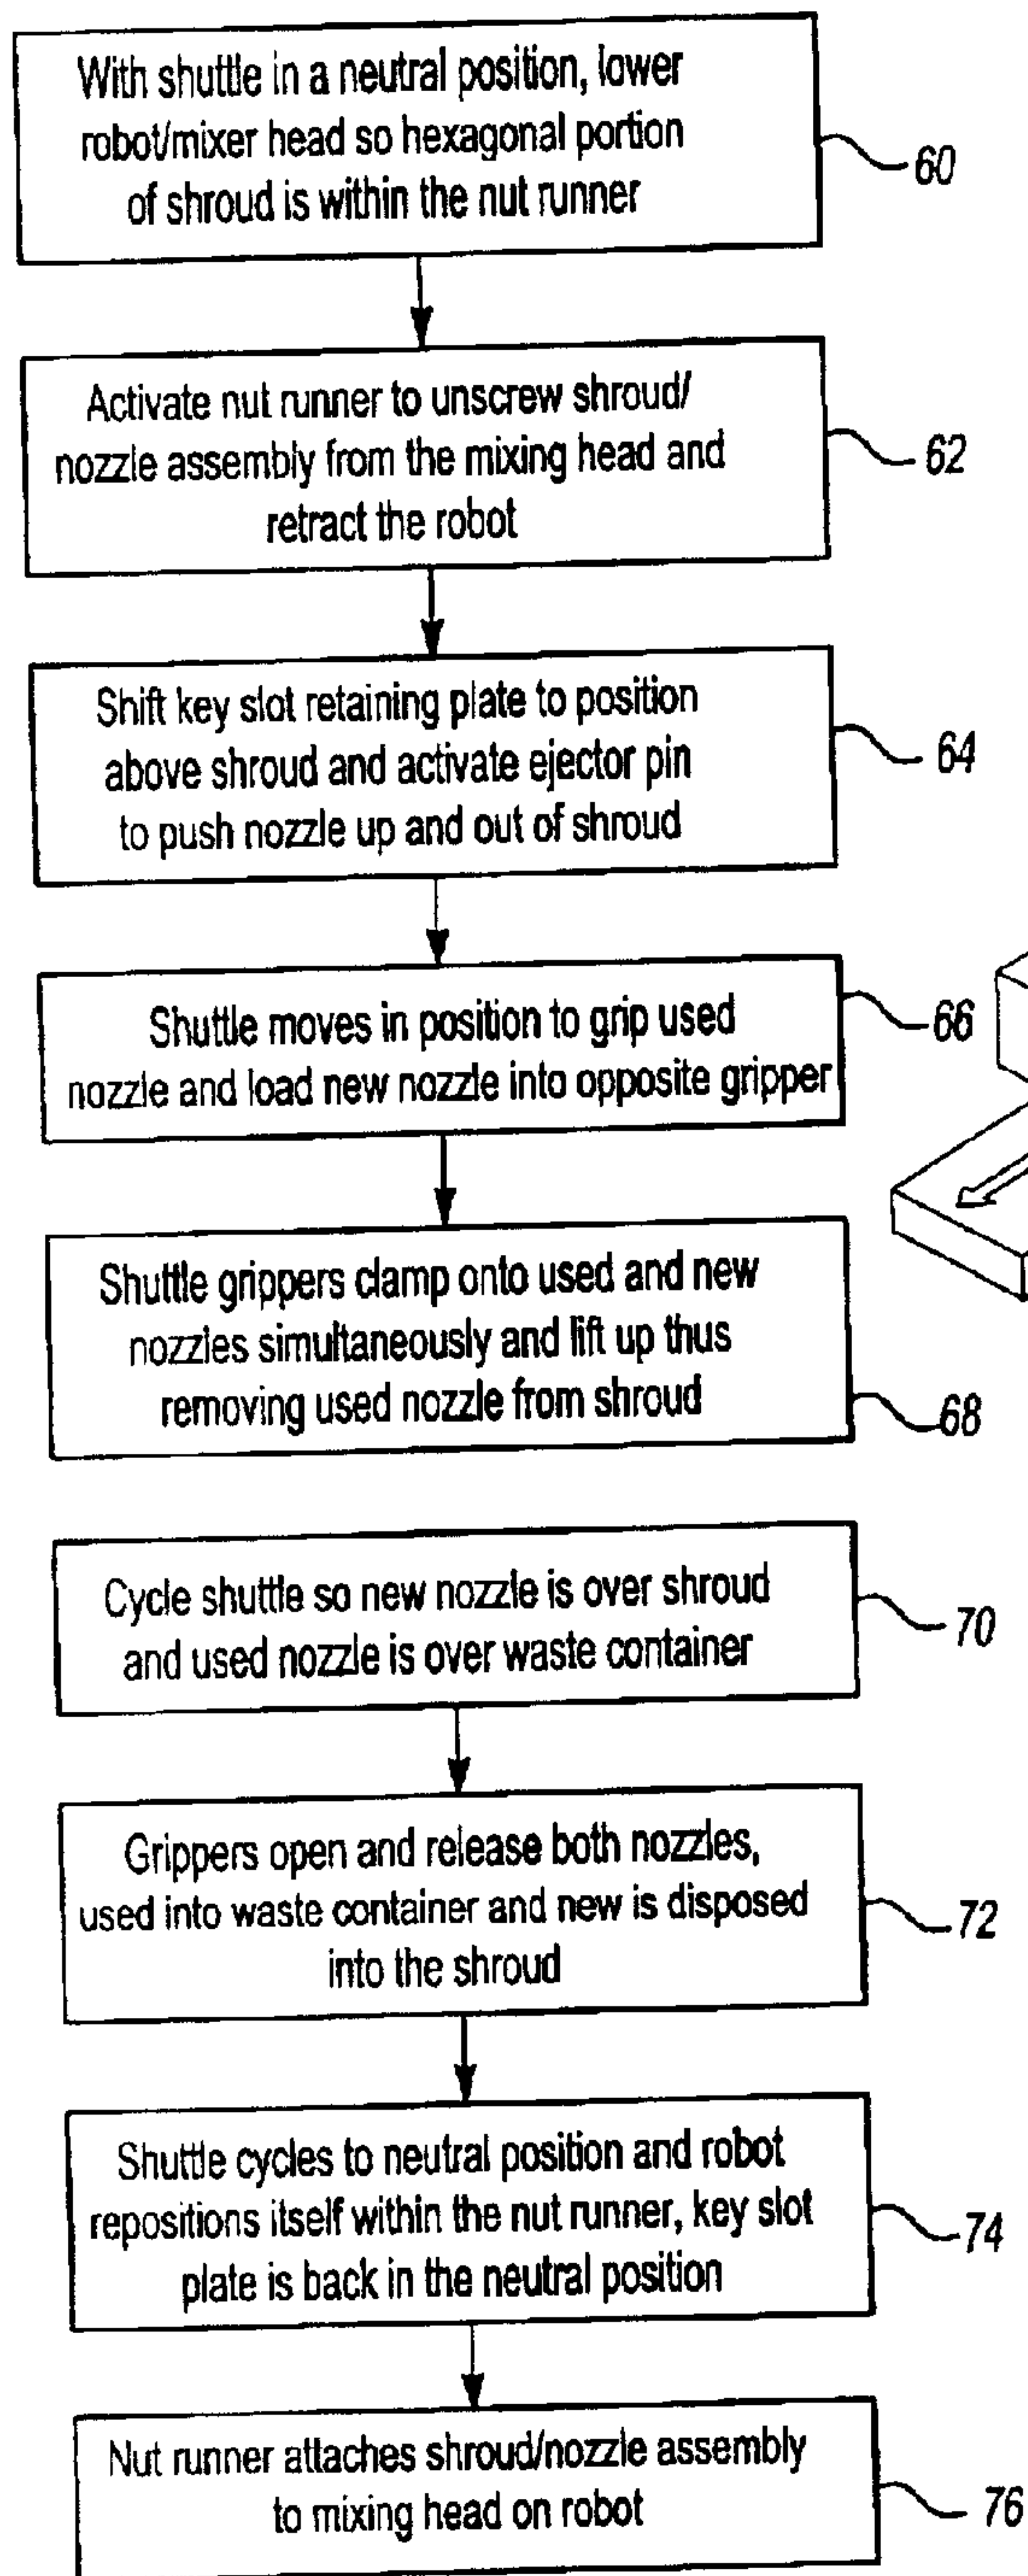 With shuttle in a neutral position, lower
robot/mixer head so hexagonal portion
of shroud is within the nut runner
60
Activate nut runner to unscrew shroud/
nozzle assembly from the mixing head and
retract the robot
62
Shift key slot retaining plate to position
above shroud and activate ejector pin
to push nozzle up and out of shroud
64
Shuttle moves in position to grip used
nozzle and load new nozzle into opposite gripper
66
Shuttle grippers clamp onto used and new
nozzles simultaneously and lift up thus
removing used nozzle from shroud
68
Cycle shuttle so new nozzle is over shroud
and used nozzle is over waste container
70
Grippers open and release both nozzles,
used into waste container and new is disposed
into the shroud
72
Shuttle cycles to neutral position and robot
repositions itself within the nut runner, key slot
plate is back in the neutral position
74
Nut runner attaches shroud/nozzle assembly
to mixing head on robot
76